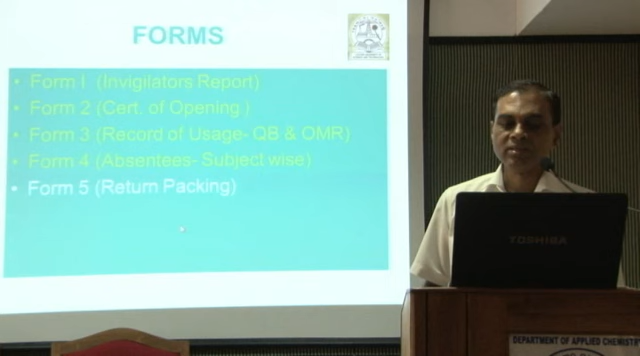 FORMS
• Form I (Invigilators Report)
• Form 2 (Cert. of Opening )
• Form 3 (Record of Usage- QB & OMR)
• Form 4 (Absentees- Subject wise)
• Form 5 (Return Packing)
TOSHIBA
DEPARTMENT OF APPLIED CHEMISTRY